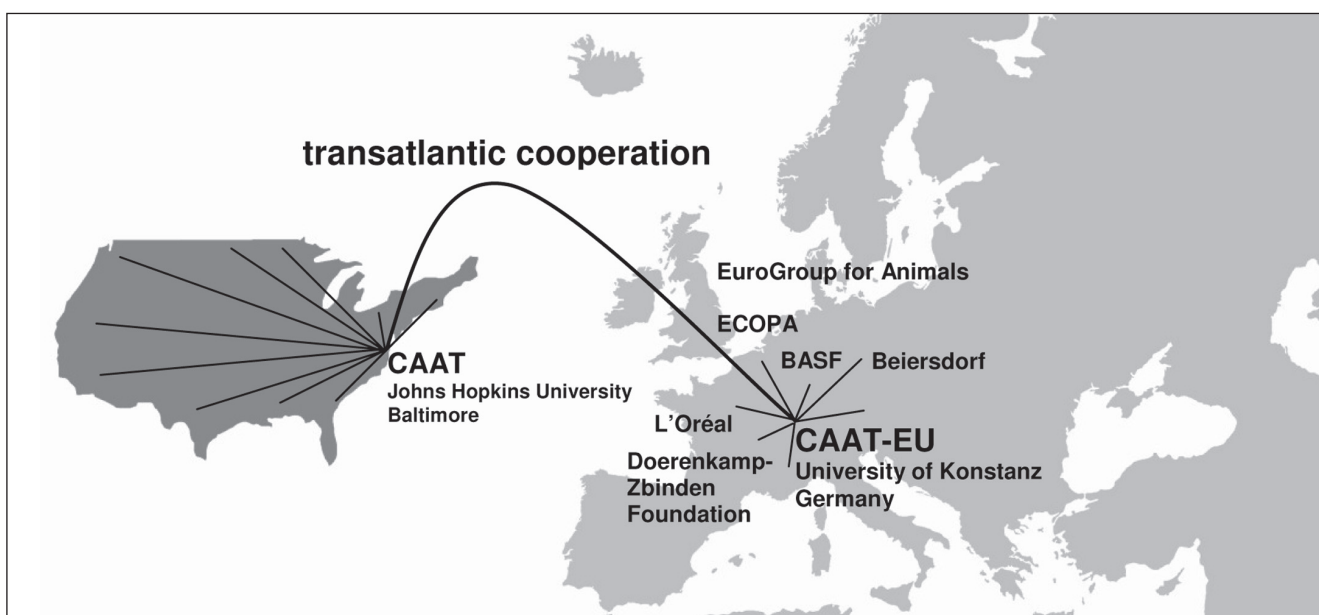 transatlantic cooperation
EuroGroup for Animals
ECOPA
BASF
Beiersdorf
CAAT
Johns Hopkins University
Baltimore
L'Oréal
CAAT-EU
University of Konstanz
Germany
Doerenkamp-
Zbinden
Foundation